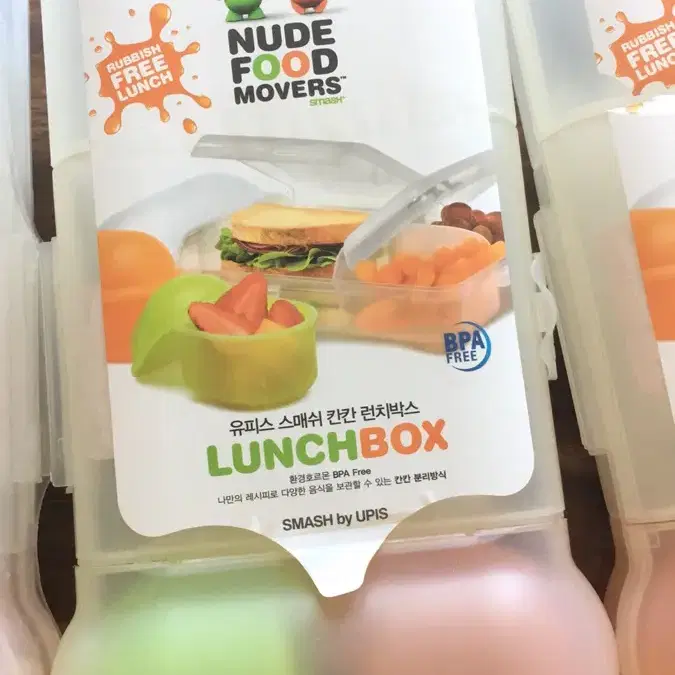 RUBBISH
FREE
LUNCH
NUDE
FOOD
MOVERS™
smash
BPA
FREE
유피스 스매쉬 칸칸 런치박스
LUNCHBOX
환경호르몬 BPA Free
나만의 레시피로 다양한 음식을 보관할 수 있는 칸칸 분리방식
SMASH by UPIS
RUBBISH
FREE
LUNC